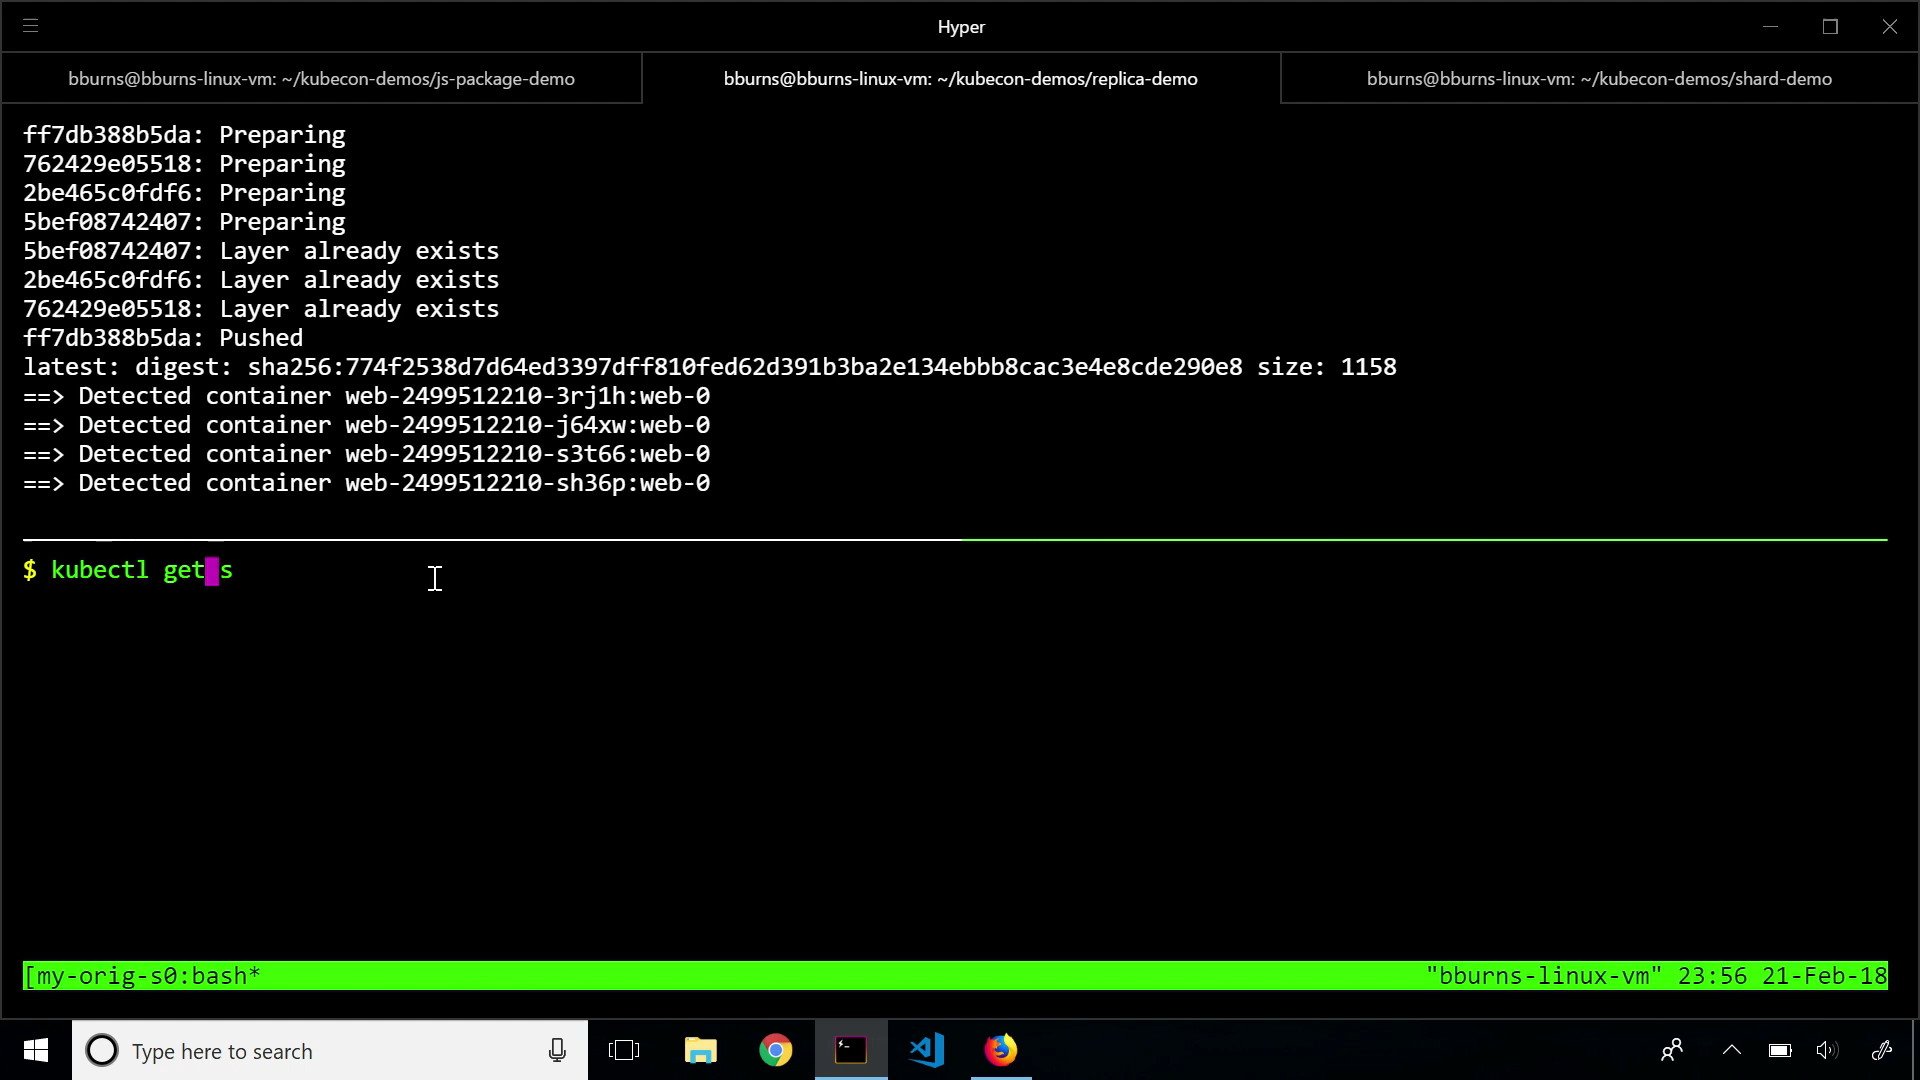 Hyper
bburns@bburns-linux-vm: ~/kubecon-demos/js-package-demo
bburns@bburns-linux-vm: ~/kubecon-demos/replica-demo
bburns@bburns-linux-vm: ~/kubecon-demos/shard-demo
ff7db388b5da: Preparing
762429e05518: Preparing
2be465c0fdf6: Preparing
5bef08742407: Preparing
5bef08742407: Layer already exists
2be465c0fdf6: Layer already exists
762429e05518: Layer already exists
ff7db388b5da: Pushed
latest: digest: sha256:774f2538d7d64ed3397dff810fed62d391b3ba2e134ebbb8cac3e4e8cde290e8 size: 1158
==> Detected container web-2499512210-3rj1h:web-0
==> Detected container web-2499512210-j64xw:web-0
==> Detected container web-2499512210-s3t66:web-0
==> Detected container web-2499512210-sh36p:web-0
$ kubectl get s
[my-orig-s0:bash* "bburns-linux-vm" 23:56 21-Feb-18
Type here to search